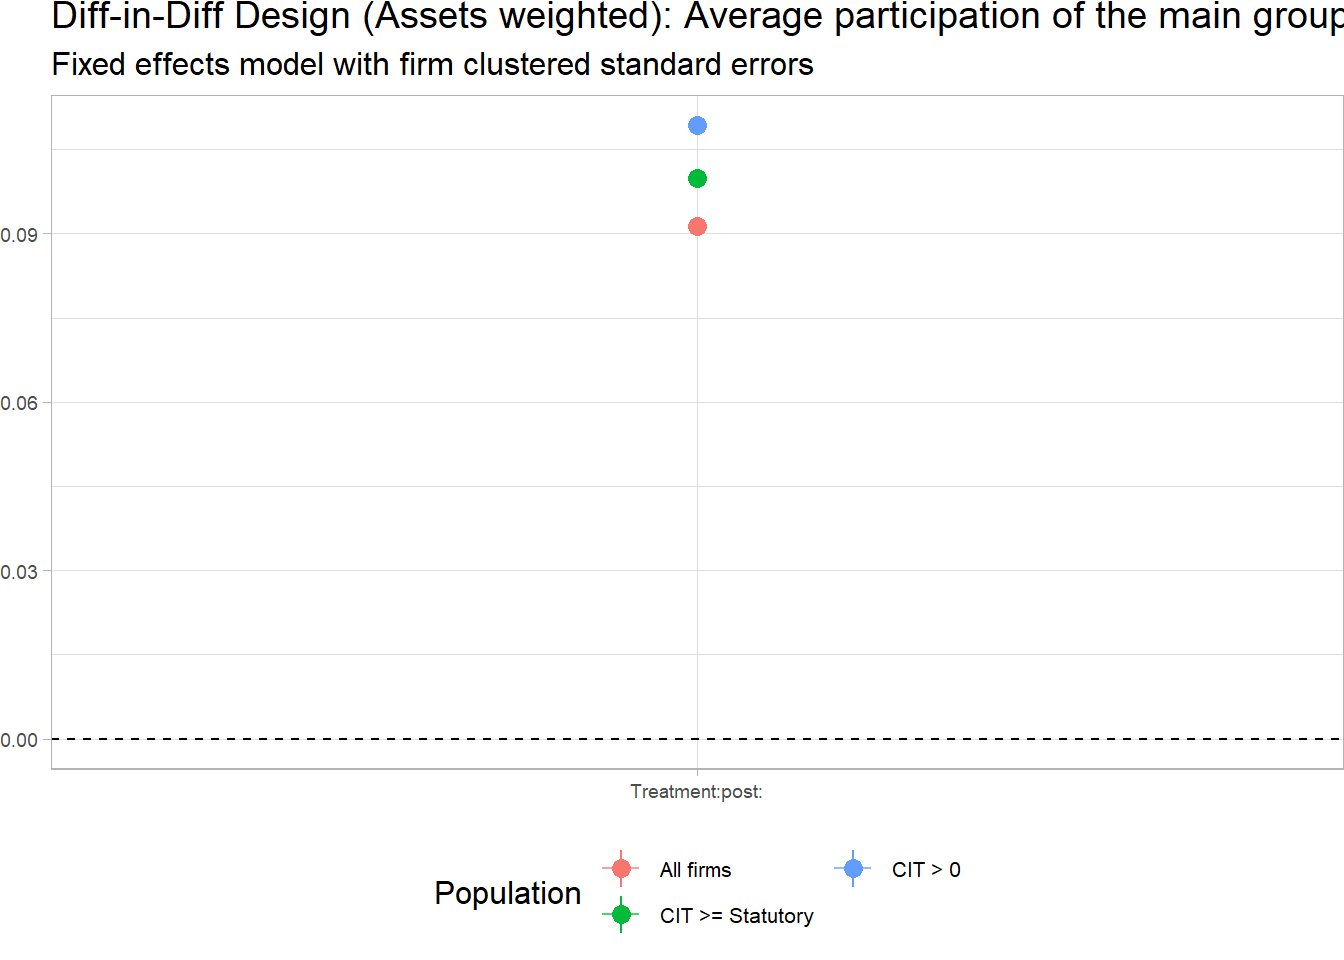 Diff-in-Diff Design (Assets weighted): Average participation of the main group
Fixed effects model with firm clustered standard errors
0.09
0.06
0.03
0.00
Treatment:post:
Population
All firms
CIT > 0
CIT >= Statutory